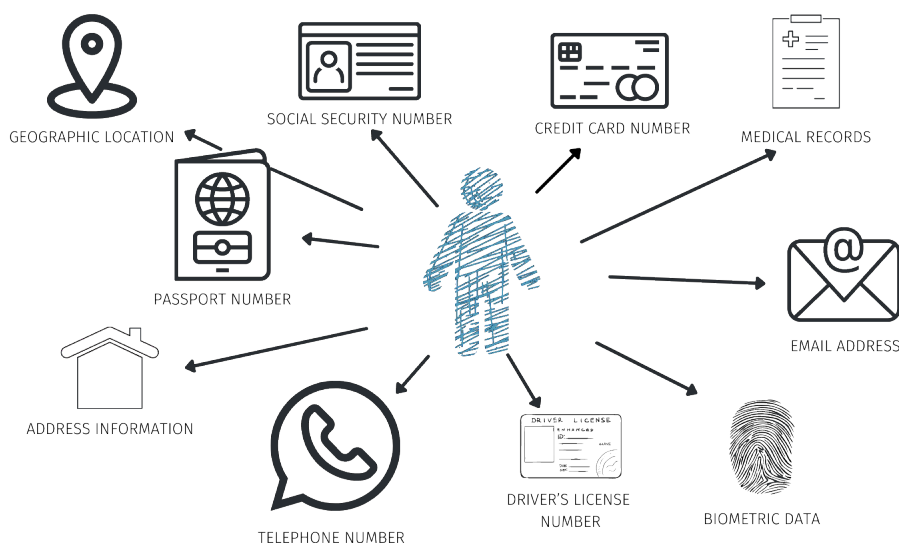 SOCIAL SECURITY NUMBER
CREDIT CARD NUMBER
GEOGRAPHIC LOCATION
MEDICAL RECORDS
PASSPORT NUMBER
@
EMAIL ADDRESS
ADDRESS INFORMATION
DRIVER LICENSE
ENHANCED
DRIVER'S LICENSE
NUMBER
BIOMETRIC DATA
TELEPHONE NUMBER